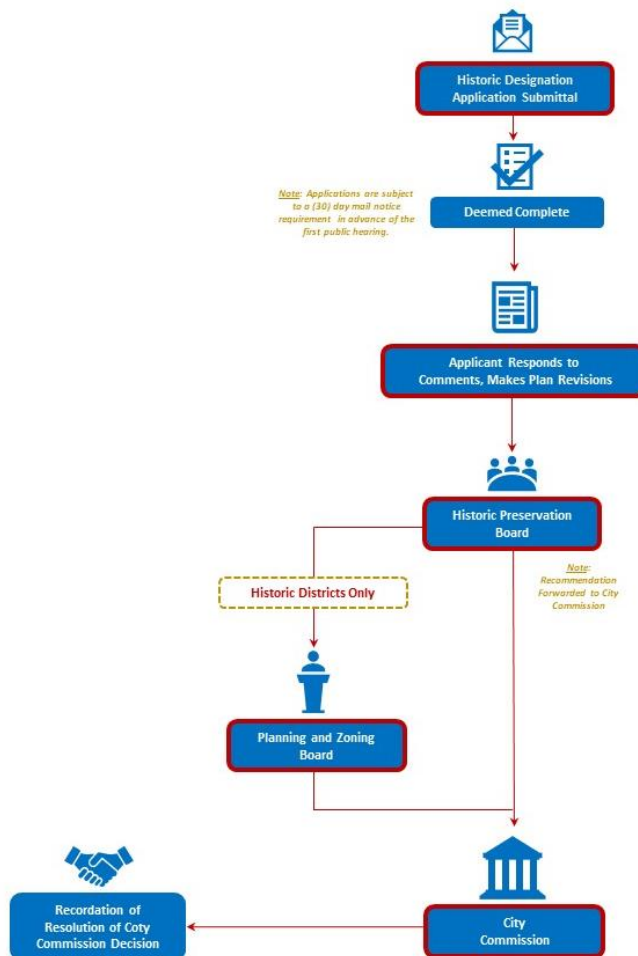 Historic Designation
Application Submittal
Note: Applications are subject
to a (30) day mail notice
requirement in advance of the
first public hearing.
Deemed Complete
Applicant Responds to
Comments, Makes Plan Revisions
Historic Preservation
Board
Note:
Recommendation
Forwarded to City
Commission
Historic Districts Only
Planning and Zoning
Board
City
Commission
Recordation of
Resolution of Coty
Commission Decision